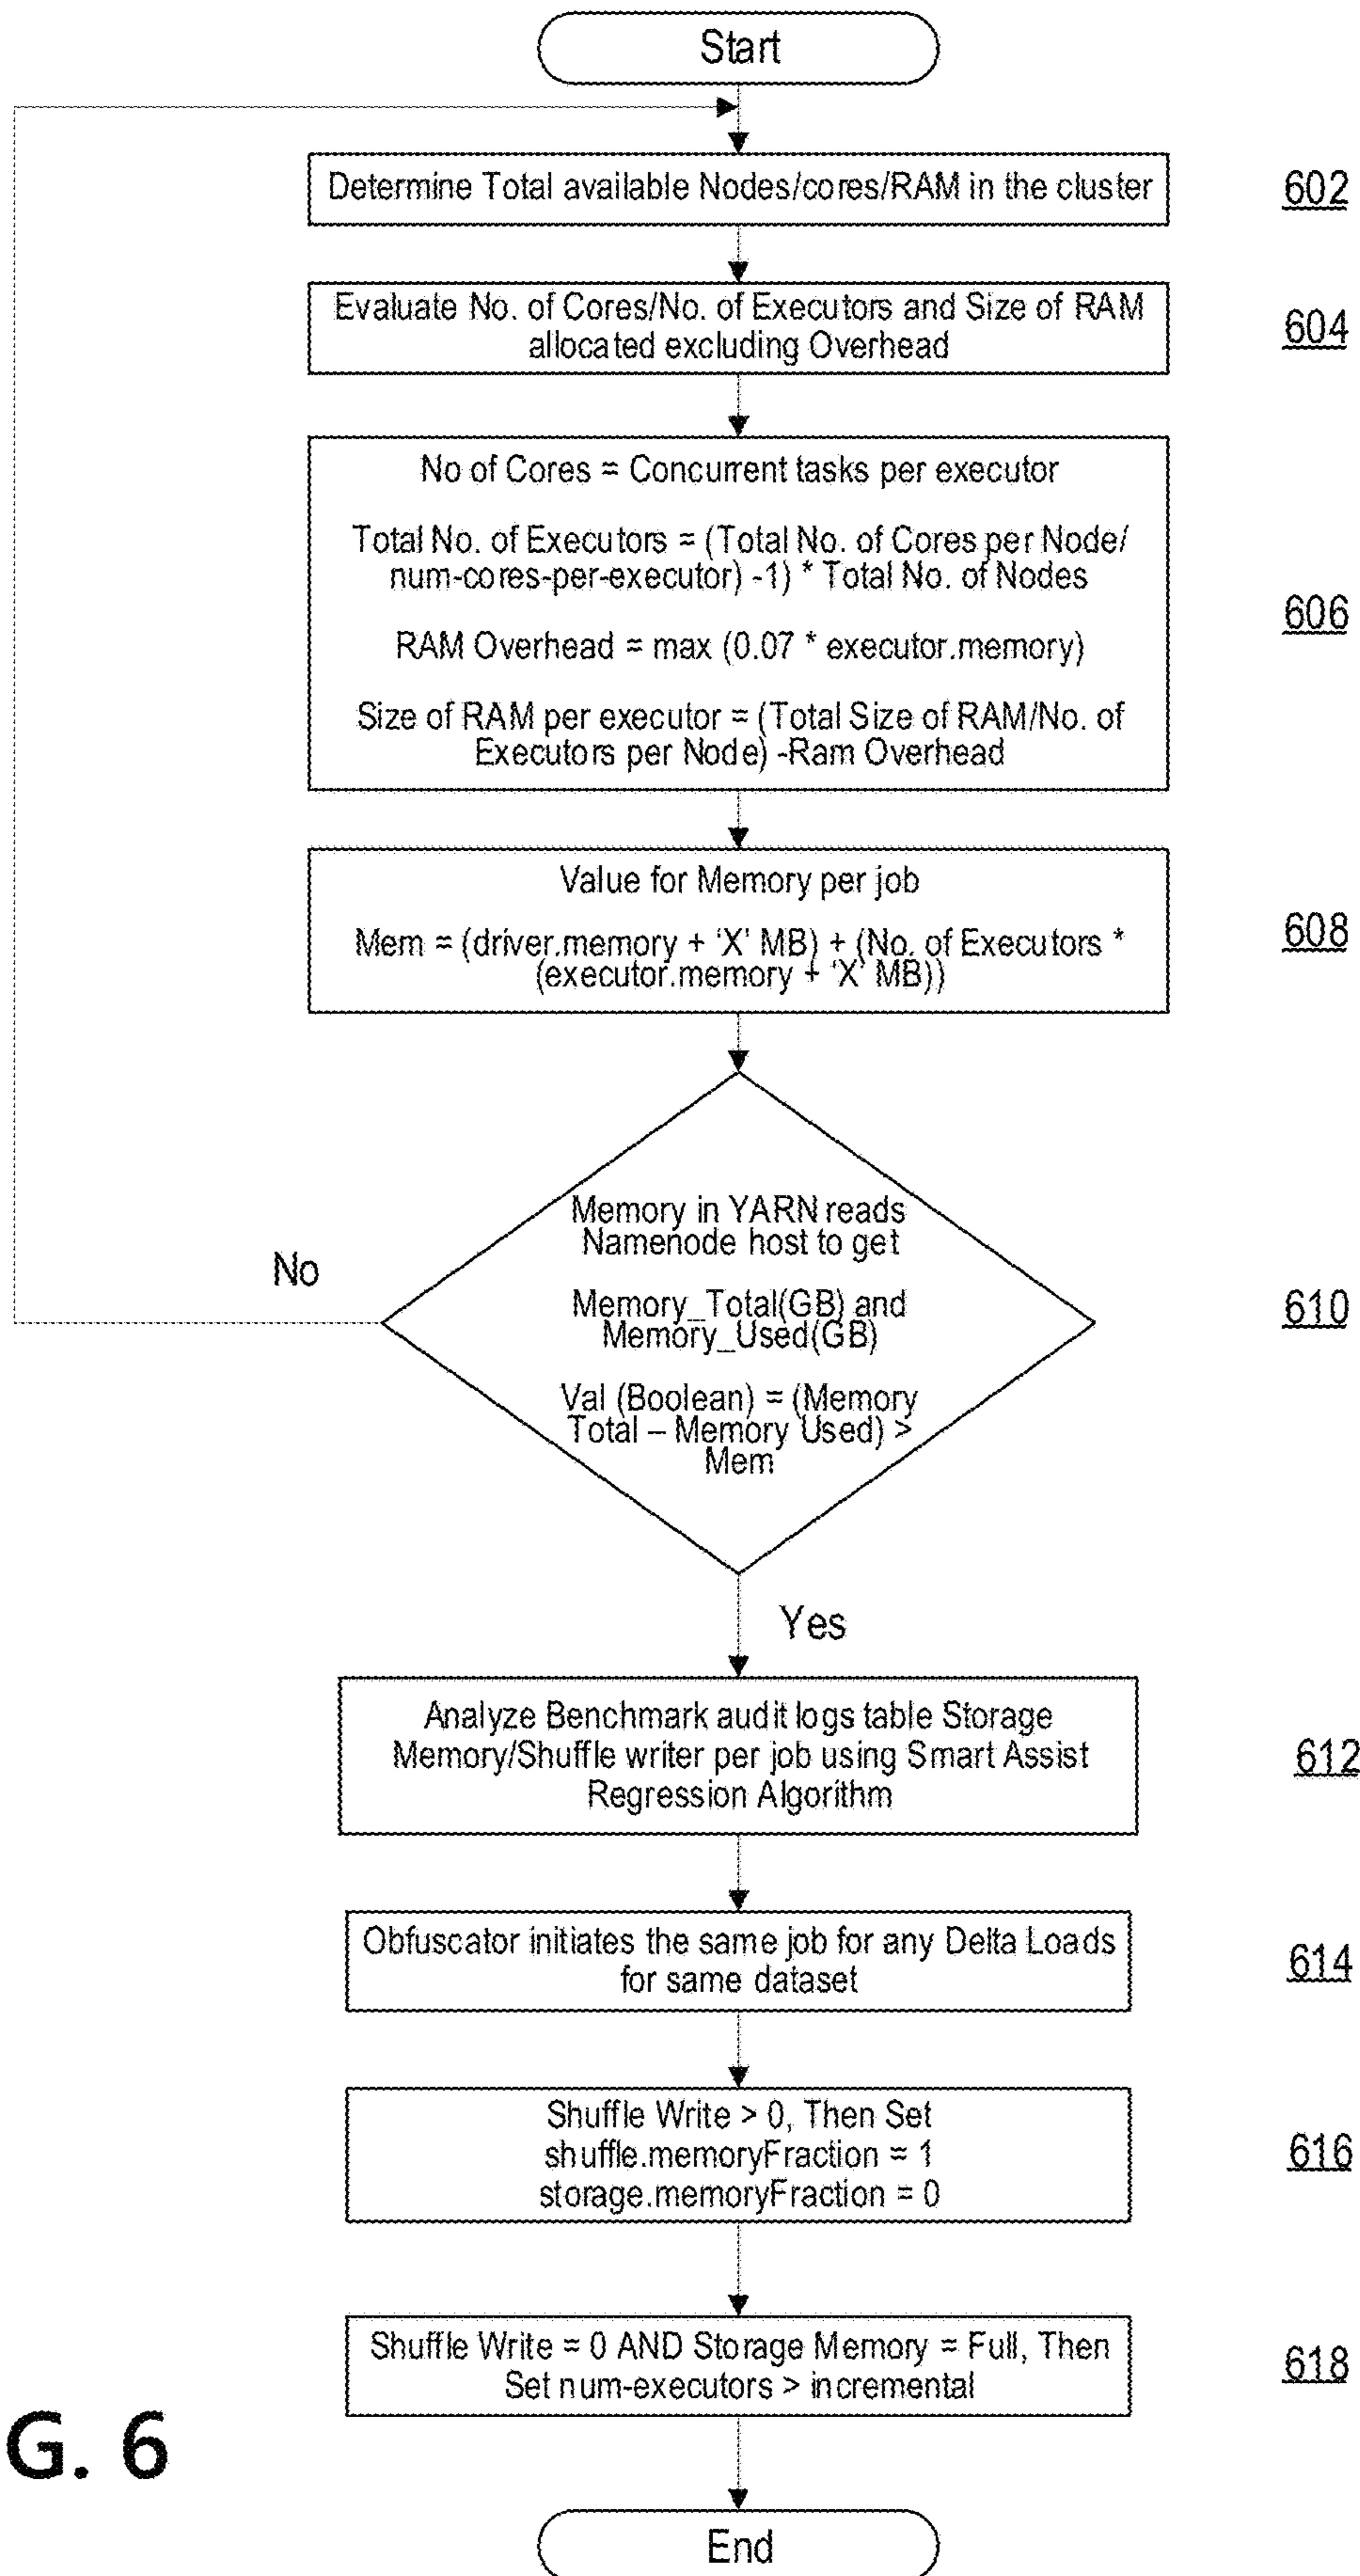 Start
Determine Total available Nodes/cores/RAM in the cluster
602
Evaluate No. of Cores/No. of Executors and Size of RAM
allocated excluding Overhead
604
No of Cores = Concurrent tasks per executor
Total No. of Executors = (Total No. of Cores per Node/
num-cores-per-executor) -1) * Total No. of Nodes
RAM Overhead = max (0.07 * executor.memory)
Size of RAM per executor = (Total Size of RAM/No. of
Executors per Node) -Ram Overhead
606
Value for Memory per job
Mem = (driver.memory + ‘X’ MB) + (No. of Executors *
(executor.memory + ‘X’ MB))
608
Memory in YARN reads
Namenode host to get
Memory_Total(GB) and
Memory_Used(GB)
Val (Boolean) = (Memory
Total – Memory Used) >
Mem
No
610
Yes
Analyze Benchmark audit logs table Storage
Memory/Shuffle writer per job using Smart Assist
Regression Algorithm
612
Obfuscator initiates the same job for any Delta Loads
for same dataset
614
Shuffle Write > 0, Then Set
shuffle.memoryFraction = 1
storage.memoryFraction = 0
616
Shuffle Write = 0 AND Storage Memory = Full, Then
Set num-executors > incremental
618
G. 6
End